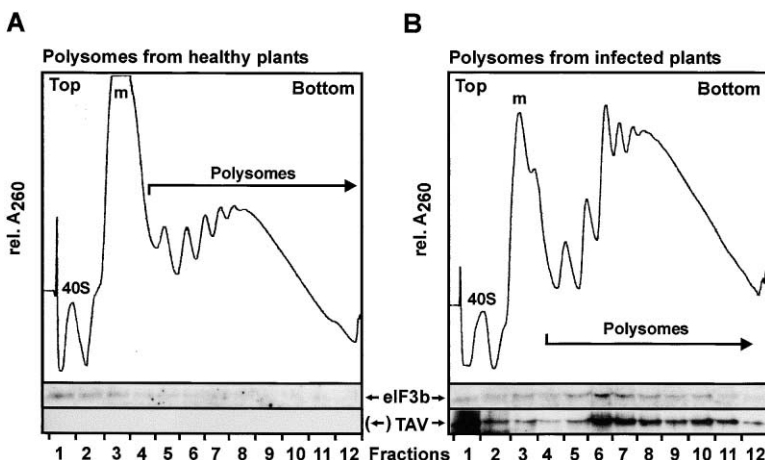 A
B
Polysomes from healthy plants
Polysomes from infected plants
Top
m
Bottom
Top
m
Bottom
Polysomes
rel. A260
rel. A260
40S
40S
Polysomes
← eIF3b →
(←) TAV →
1 2 3 4 5 6 7 8 9 10 11 12 Fractions 1 2 3 4 5 6 7 8 9 10 11 12